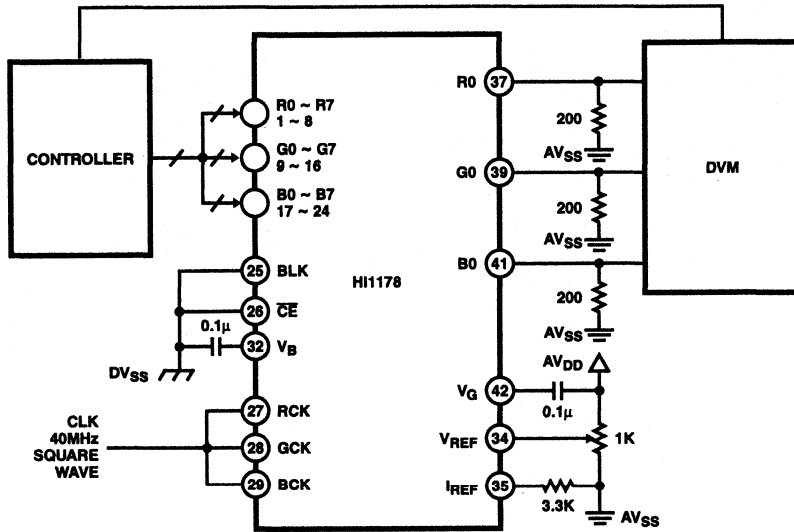 CONTROLLER
R0 ~ R7
1 ~ 8
G0 ~ G7
9 ~ 16
B0 ~ B7
17 ~ 24
25 BLK
26 CE
0.1μ
32 VB
DVSS
CLK
40MHz
SQUARE
WAVE
27 RCK
28 GCK
29 BCK
HI1178
R0 37
200
AVSS
G0 39
200
AVSS
B0 41
200
AVSS
DVM
AVDD
VG 42
0.1μ
VREF 34
1K
IREF 35
3.3K
AVSS